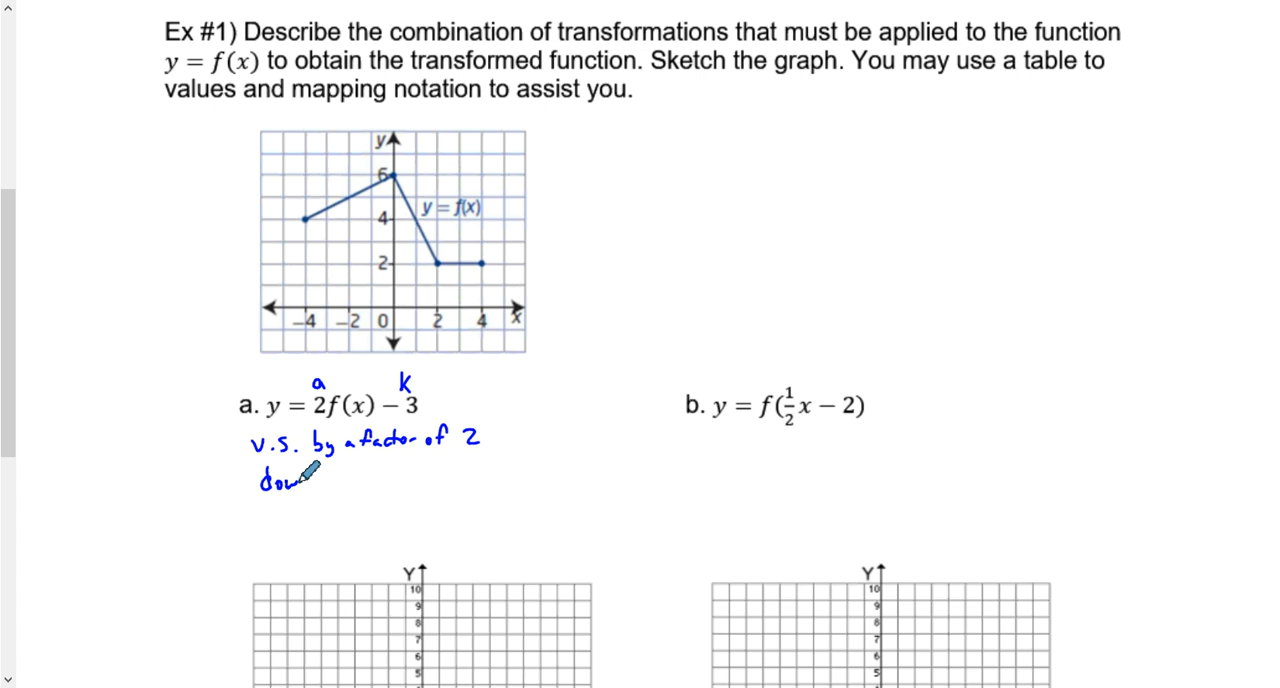 Ex #1) Describe the combination of transformations that must be applied to the function
y = f(x) to obtain the transformed function. Sketch the graph. You may use a table to
values and mapping notation to assist you.
y
6
y = f(x)
4
2
-4 -2 0 2 4 x
a k
a. y = 2f(x) − 3
v.s. by a factor of 2
dow
b. y = f(½x − 2)
Y
10
9
8
7
6
5
Y
10
9
8
7
6
5